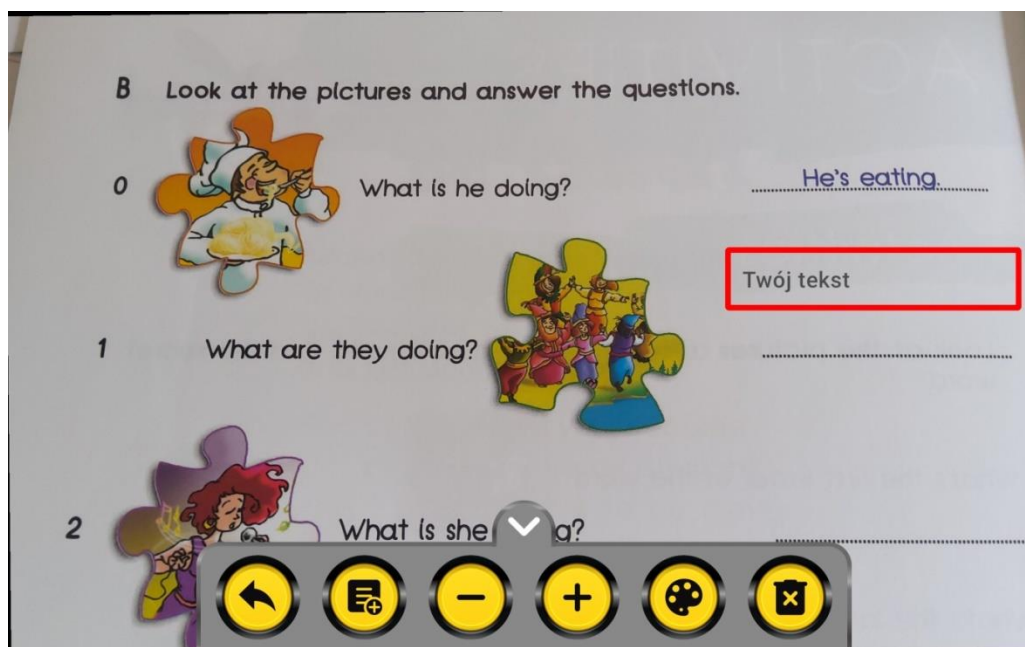 B Look at the pictures and answer the questions.
0 What is he doing? He's eating.
Twój tekst
1 What are they doing?
2 What is she g?